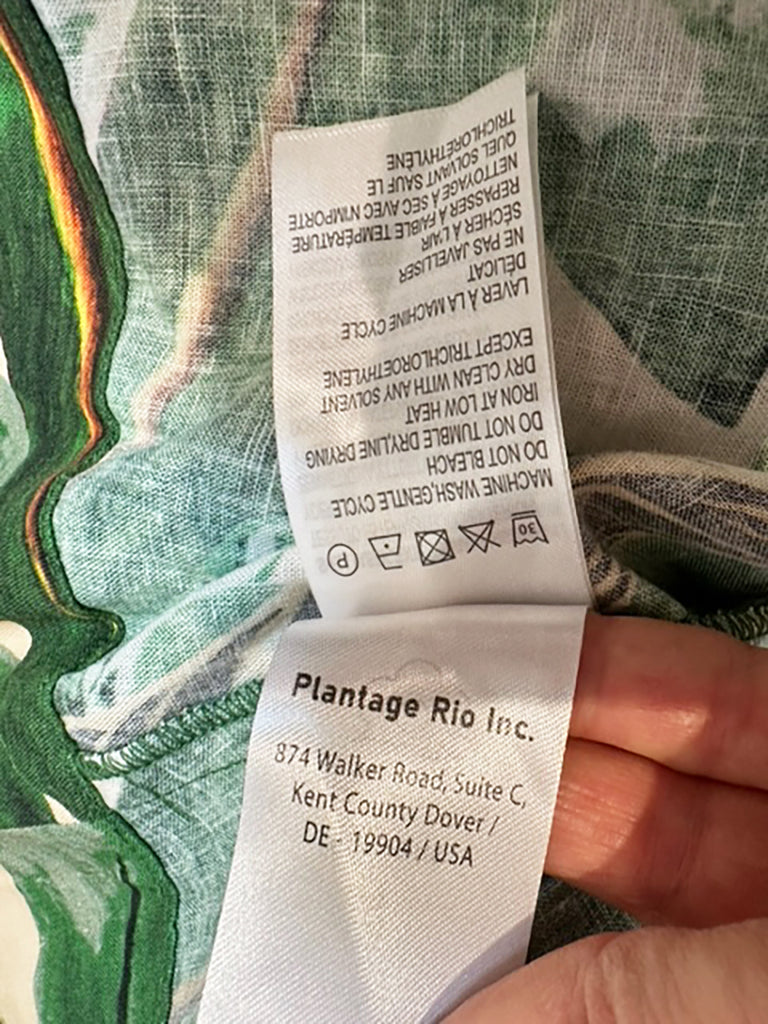 30
P
MACHINE WASH,GENTLE CYCLE
DO NOT BLEACH
DO NOT TUMBLE DRY,LINE DRYING
IRON AT LOW HEAT
DRY CLEAN WITH ANY SOLVENT
EXCEPT TRICHLOROETHYLENE
LAVER À LA MACHINE CYCLE
DÉLICAT
NE PAS JAVELLISER
SÉCHER À L'AIR
REPASSER À FAIBLE TEMPÉRATURE
NETTOYAGE À SEC AVEC N'IMPORTE
QUEL SOLVANT SAUF LE
TRICHLORÉTHYLÈNE
Plantage Rio Inc.
874 Walker Road, Suite C,
Kent County Dover /
DE - 19904 / USA